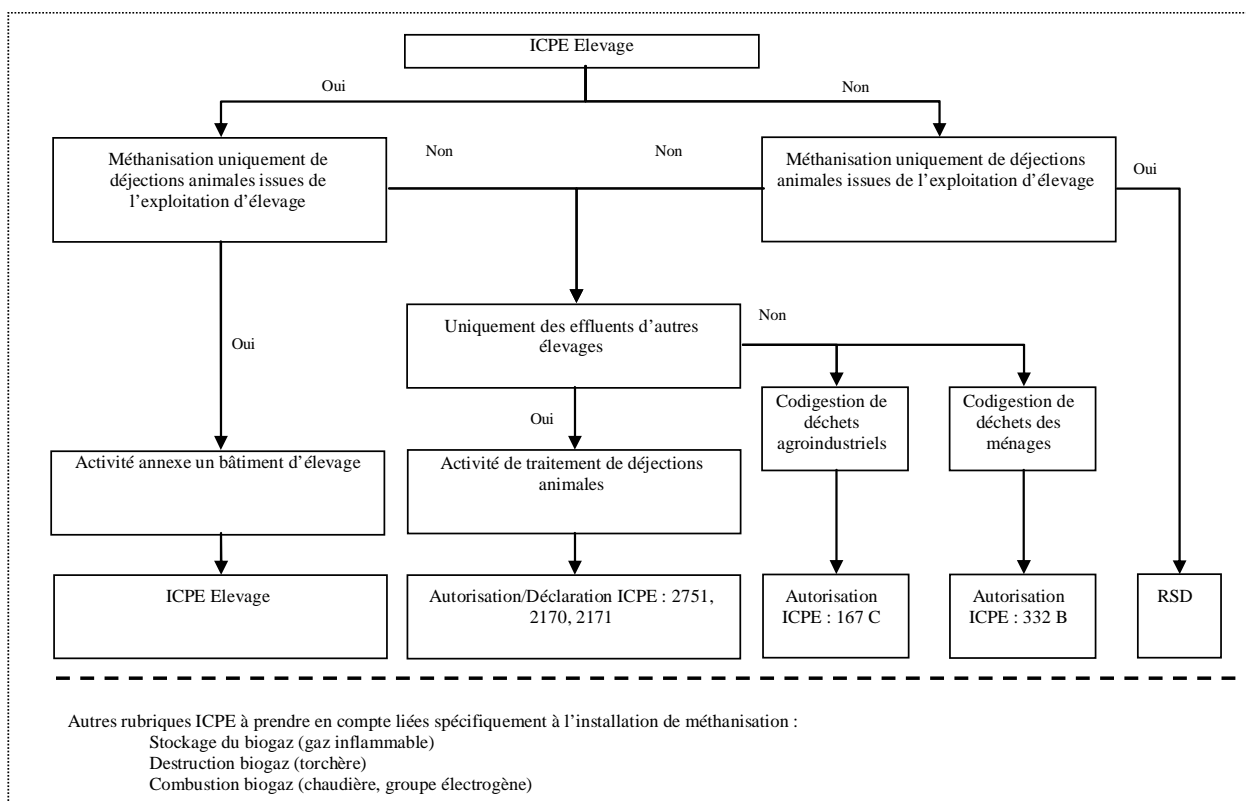 ICPE Elevage
Oui
Non
Méthanisation uniquement de
déjections animales issues de
l'exploitation d'élevage
Non
Non
Méthanisation uniquement de déjections
animales issues de l'exploitation d'élevage
Oui
Oui
Uniquement des effluents d'autres
élevages
Non
Oui
Codigestion de
déchets
agroindustriels
Codigestion de
déchets des
ménages
Activité annexe un bâtiment d'élevage
Activité de traitement de déjections
animales
ICPE Elevage
Autorisation/Déclaration ICPE : 2751,
2170, 2171
Autorisation
ICPE : 167 C
Autorisation
ICPE : 332 B
RSD
Autres rubriques ICPE à prendre en compte liées spécifiquement à l'installation de méthanisation :
Stockage du biogaz (gaz inflammable)
Destruction biogaz (torchère)
Combustion biogaz (chaudière, groupe électrogène)